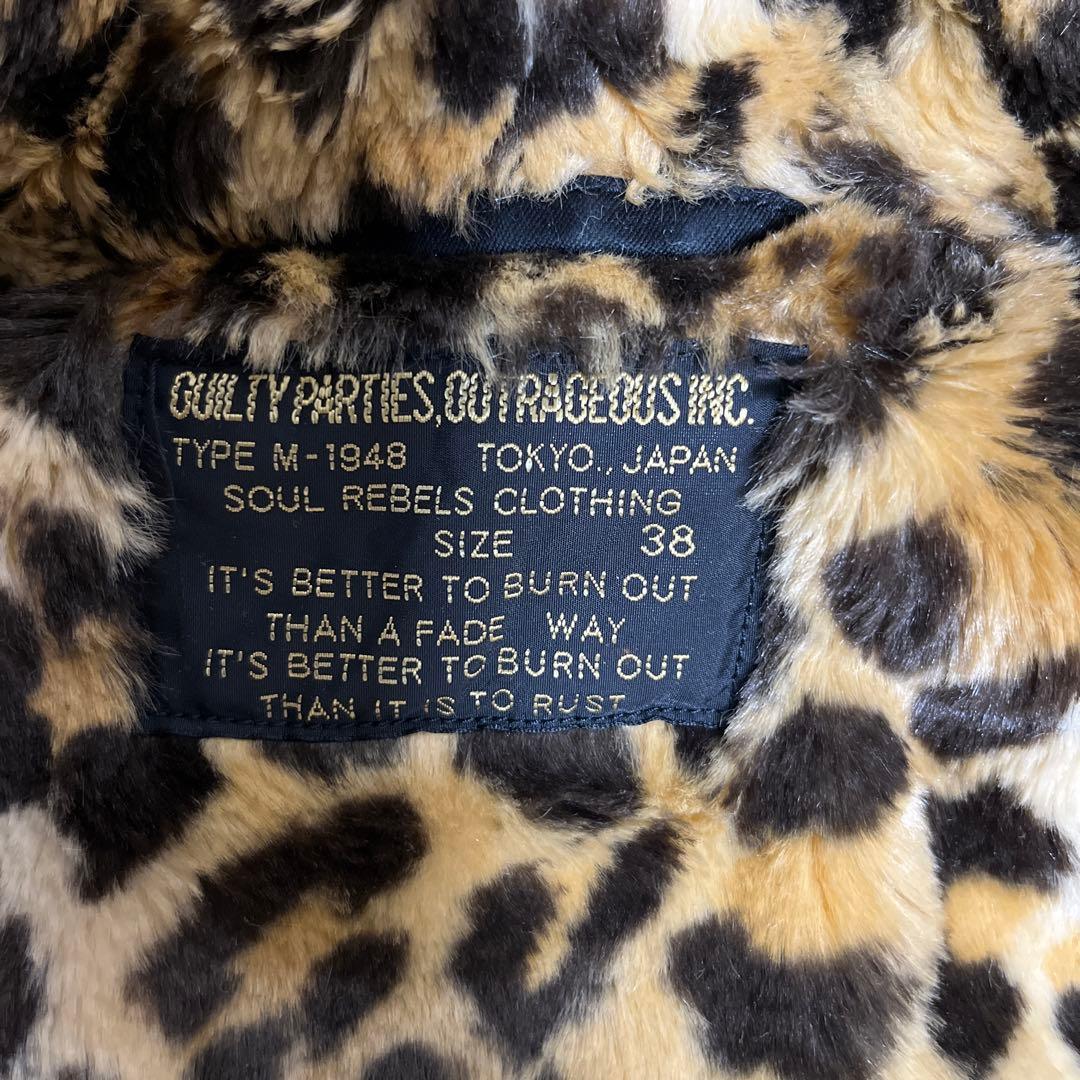 GUILTY PARTIES, OUTRAGEOUS INC.
TYPE M-1948 TOKYO., JAPAN
SOUL REBELS CLOTHING
SIZE 38
IT'S BETTER TO BURN OUT
THAN A FADE WAY
IT'S BETTER TO BURN OUT
THAN IT IS TO RUST